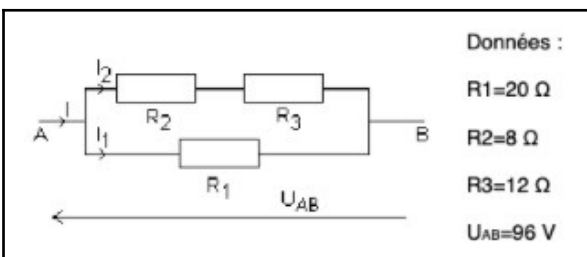 Données :
I2
R1=20 Ω
R2
R3
I
A
B
R2=8 Ω
I1
R1
R3=12 Ω
UAB
UAB=96 V